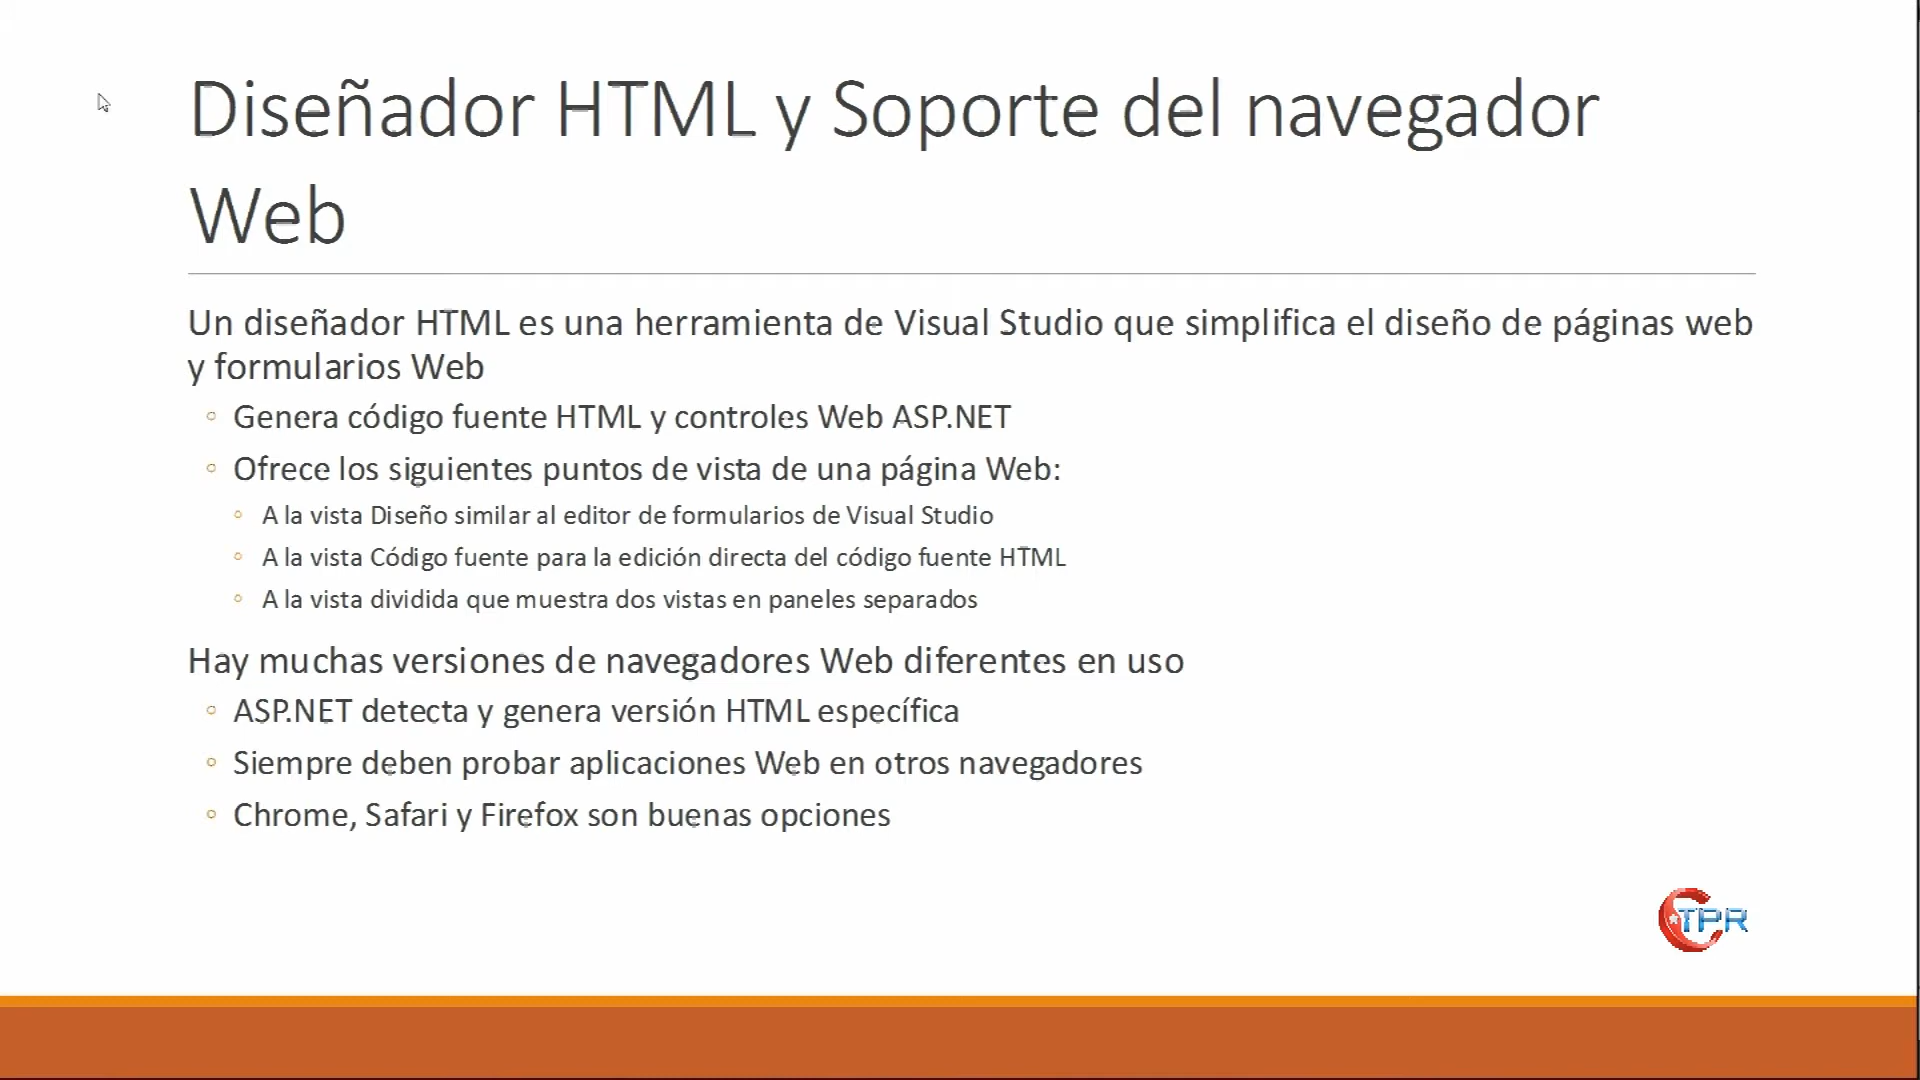 Diseñador HTML y Soporte del navegador
Web
Un diseñador HTML es una herramienta de Visual Studio que simplifica el diseño de páginas web
y formularios Web
Genera código fuente HTML y controles Web ASP.NET
Ofrece los siguientes puntos de vista de una página Web:
A la vista Diseño similar al editor de formularios de Visual Studio
A la vista Código fuente para la edición directa del código fuente HTML
A la vista dividida que muestra dos vistas en paneles separados
Hay muchas versiones de navegadores Web diferentes en uso
ASP.NET detecta y genera versión HTML específica
Siempre deben probar aplicaciones Web en otros navegadores
Chrome, Safari y Firefox son buenas opciones
CTPR